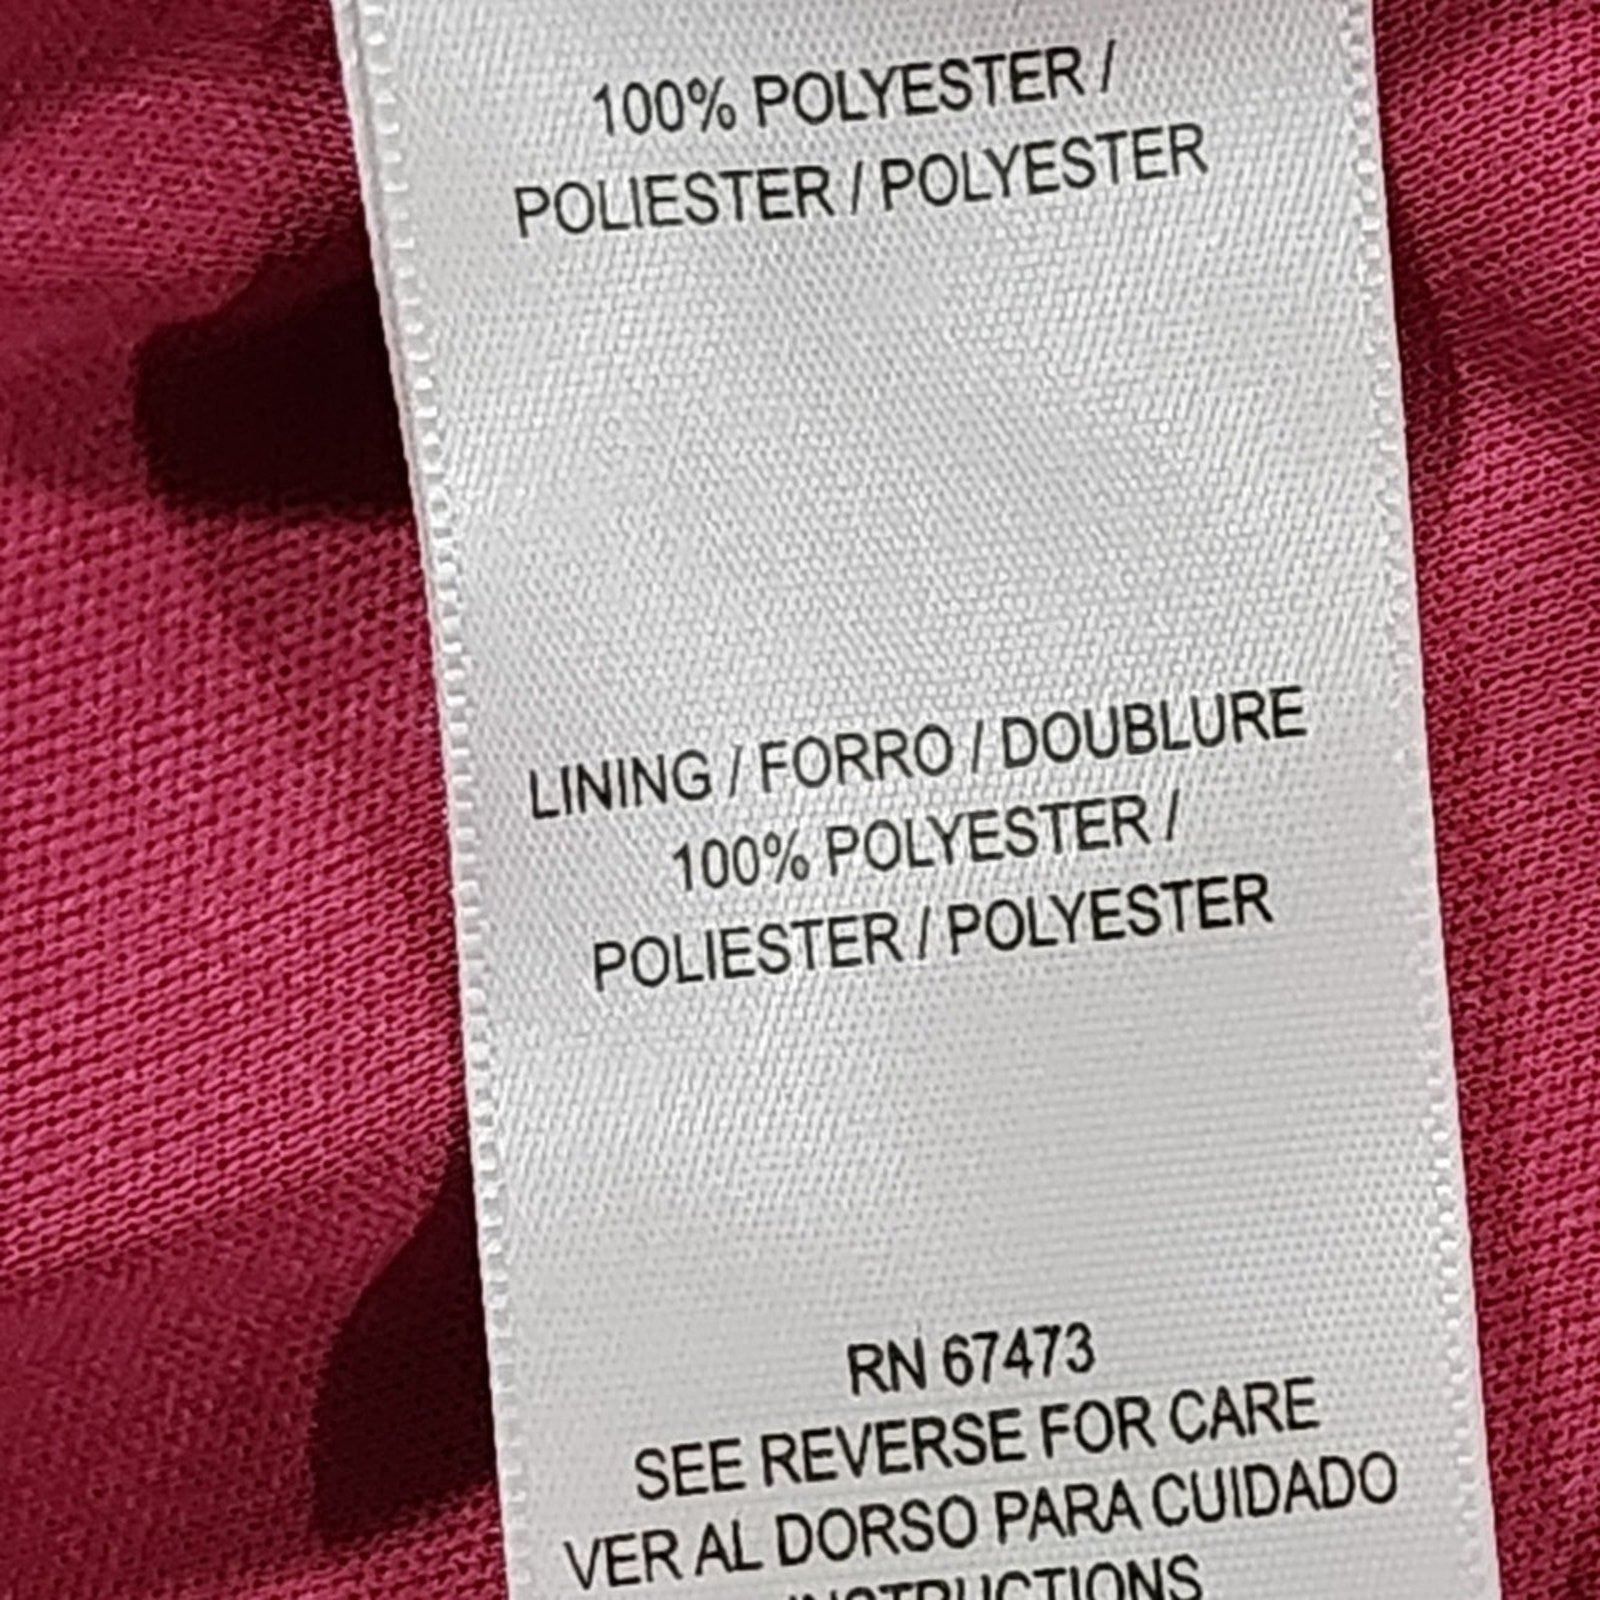 100% POLYESTER /
POLIESTER / POLYESTER
LINING / FORRO / DOUBLURE
100% POLYESTER /
POLIESTER / POLYESTER
RN 67473
SEE REVERSE FOR CARE
VER AL DORSO PARA CUIDADO
INSTRUCTIONS